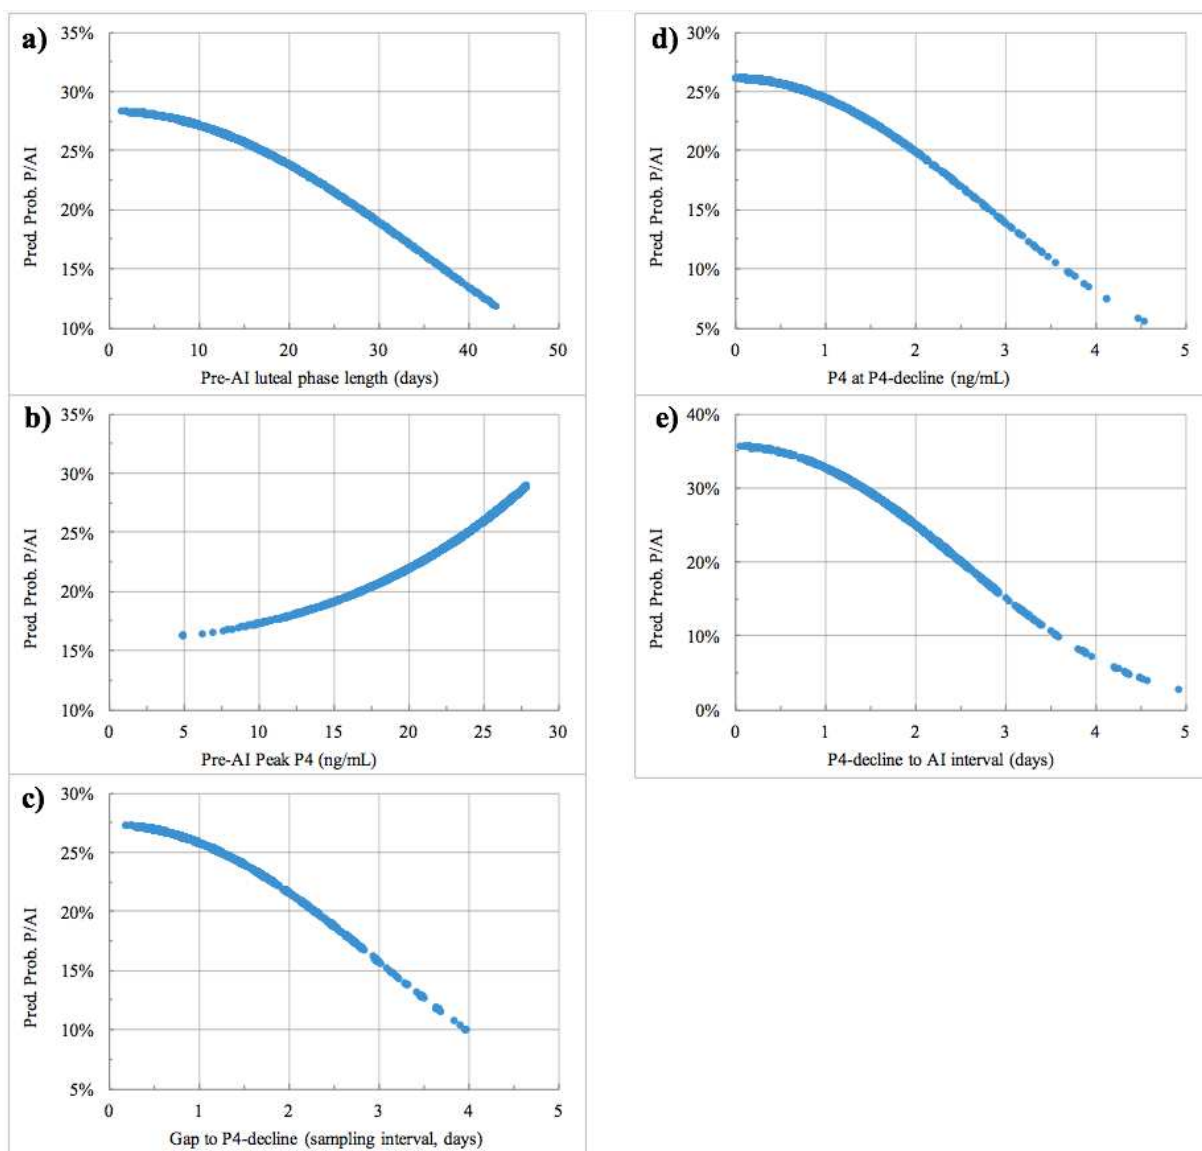 a)
35%
30%
25%
20%
15%
10%
Pred. Prob. P/AI
0 10 20 30 40 50
Pre-AI luteal phase length (days)
b)
35%
30%
25%
20%
15%
10%
Pred. Prob. P/AI
0 5 10 15 20 25 30
Pre-AI Peak P4 (ng/mL)
c)
30%
25%
20%
15%
10%
5%
Pred. Prob. P/AI
0 1 2 3 4 5
Gap to P4-decline (sampling interval, days)
d)
30%
25%
20%
15%
10%
5%
Pred. Prob. P/AI
0 1 2 3 4 5
P4 at P4-decline (ng/mL)
e)
40%
30%
20%
10%
0%
Pred. Prob. P/AI
0 1 2 3 4 5
P4-decline to AI interval (days)